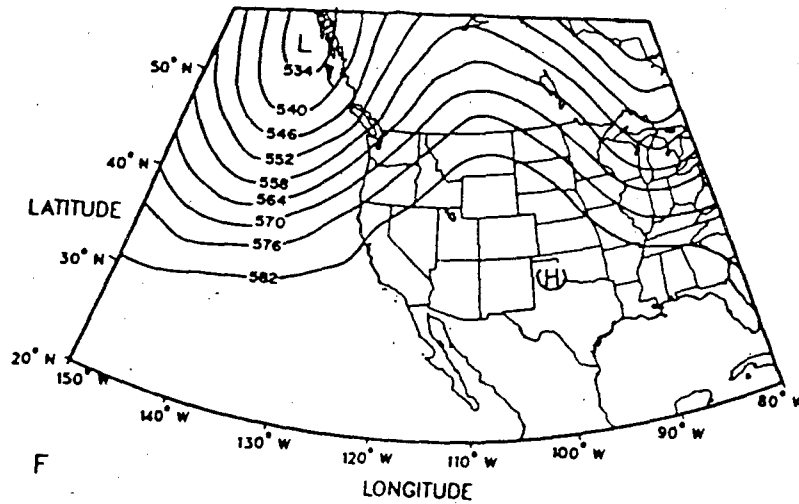 L
50° N
534
540
546
552
40° N
558
564
LATITUDE
570
576
30° N
582
(H)
20° N
150° W
140° W
130° W
120° W
110° W
100° W
90° W
80° W
F
LONGITUDE